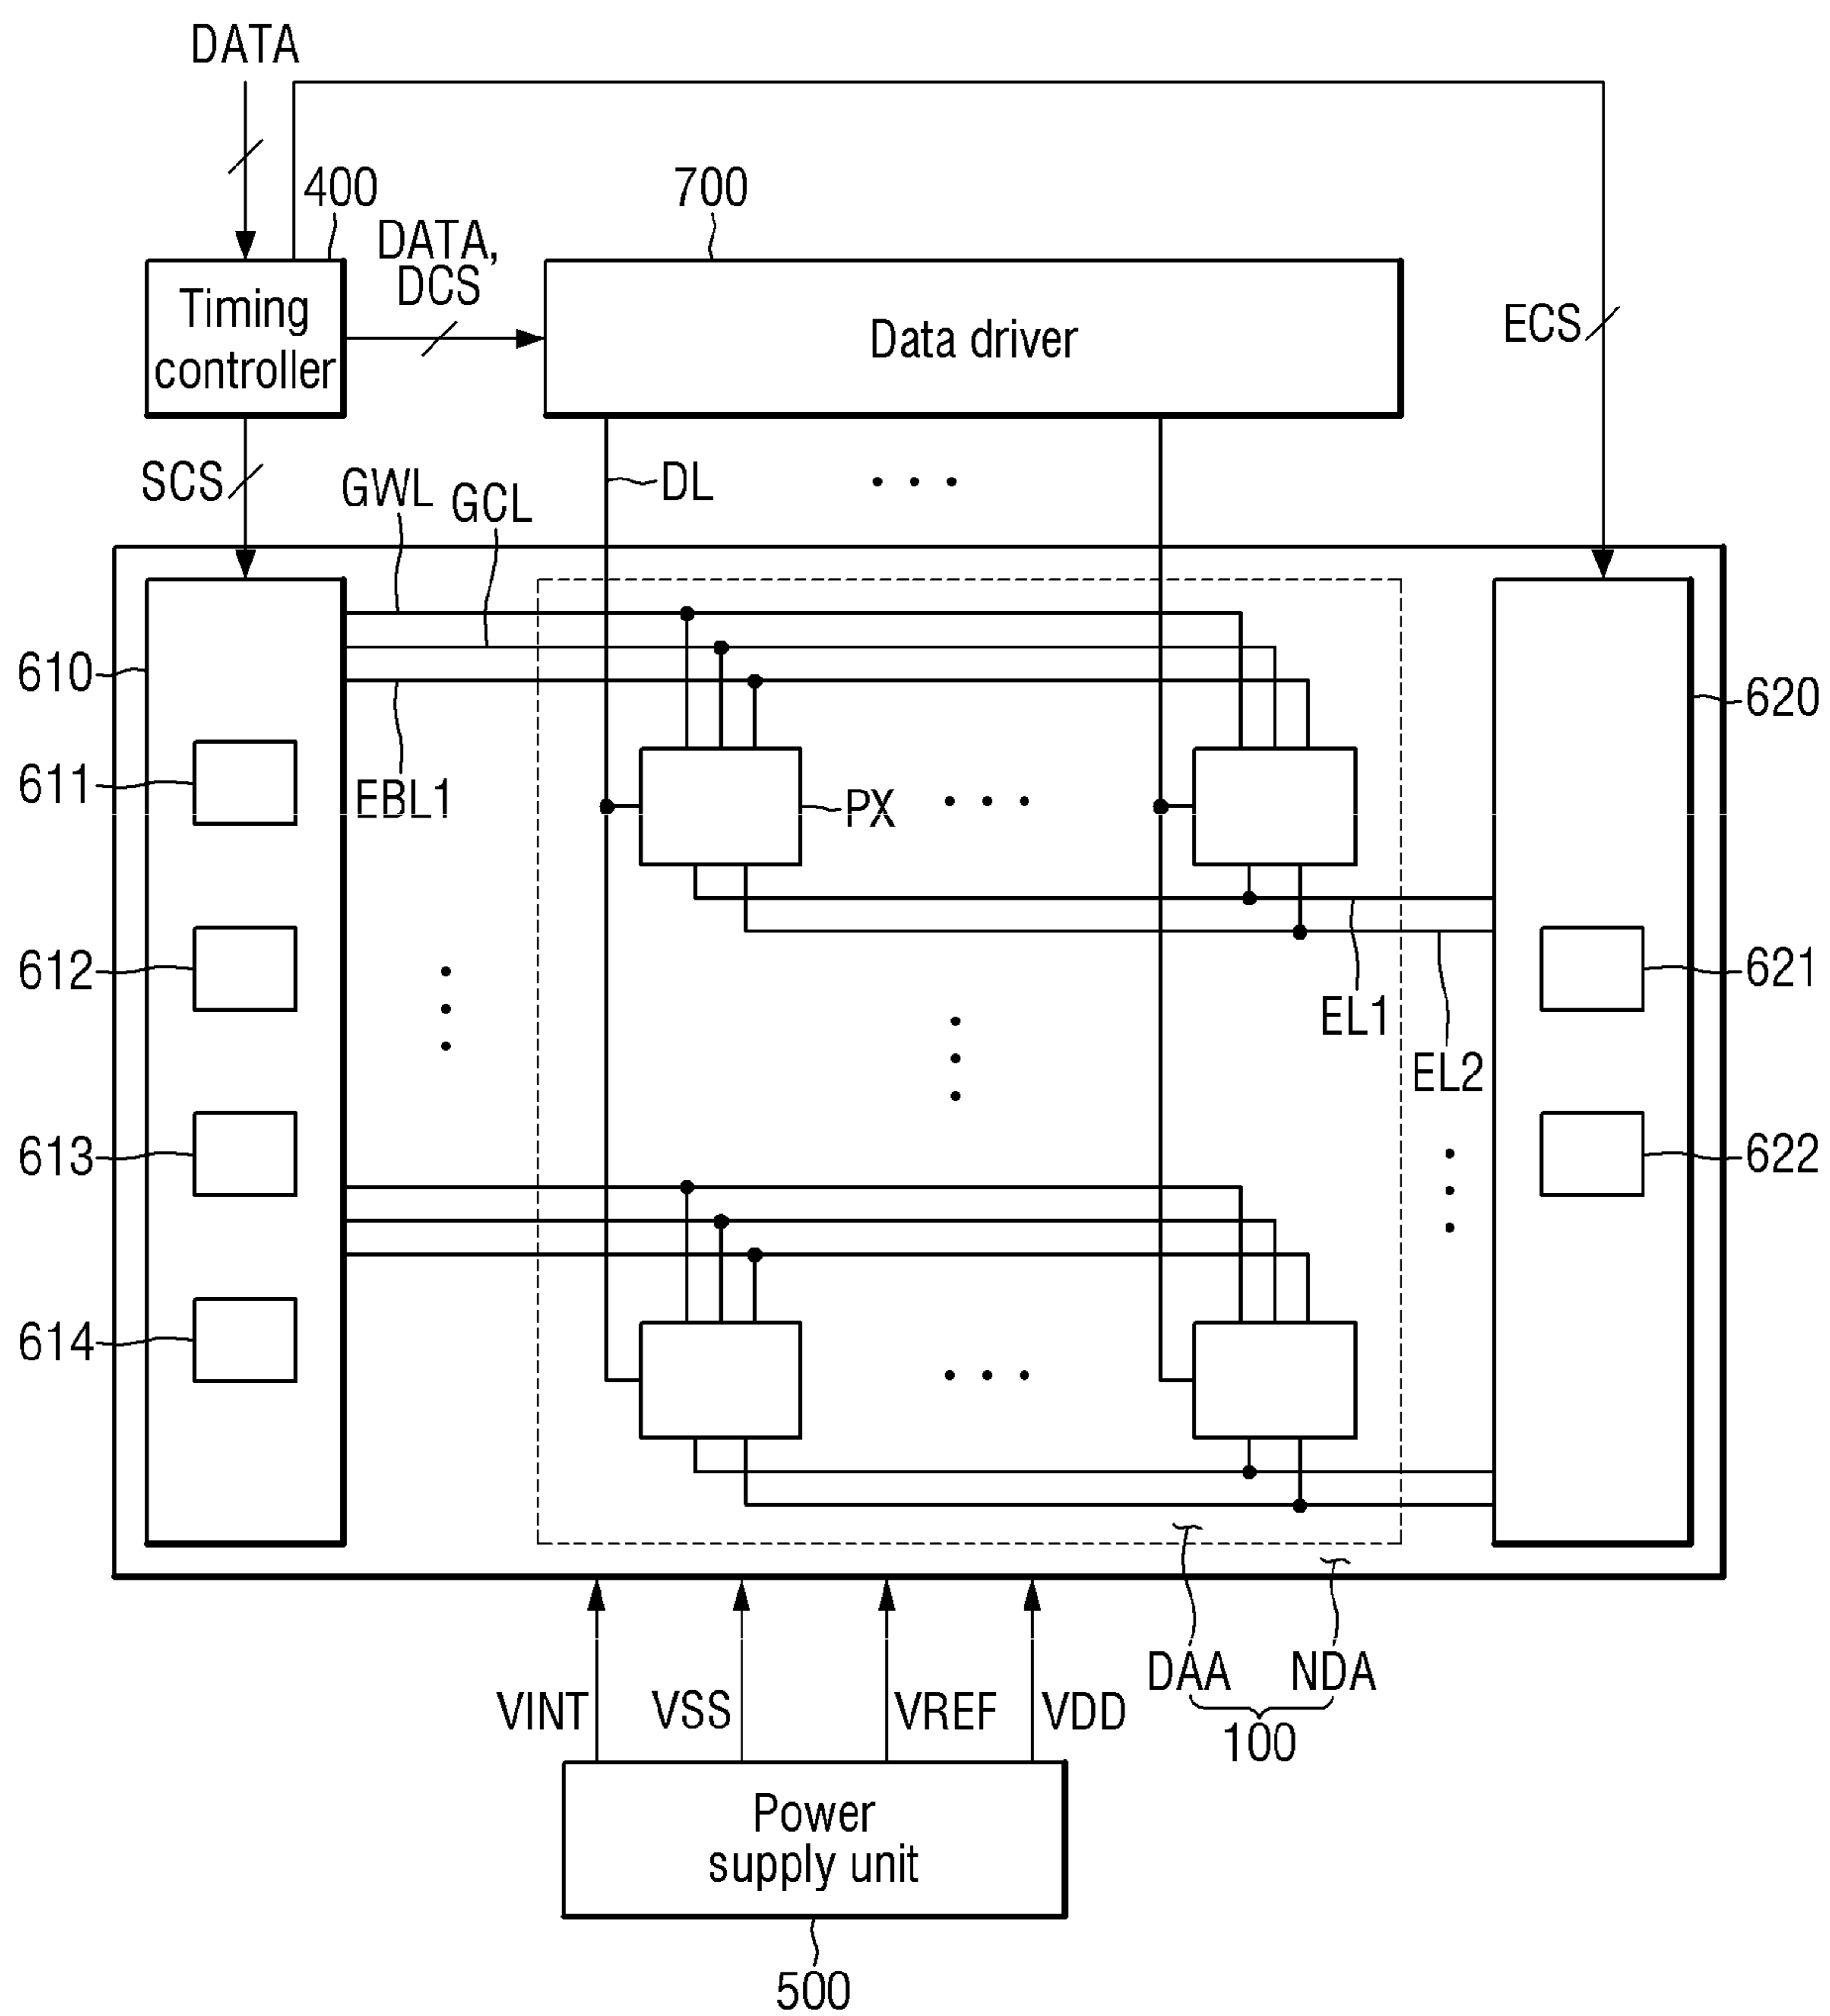 DATA
400
700
DATA,
DCS
Timing
controller
Data driver
ECS
SCS
GWL
GCL
DL
610
620
611
EBL1
PX
612
621
EL1
EL2
613
622
614
DAA
NDA
VINT
VSS
VREF
VDD
100
Power
supply unit
500